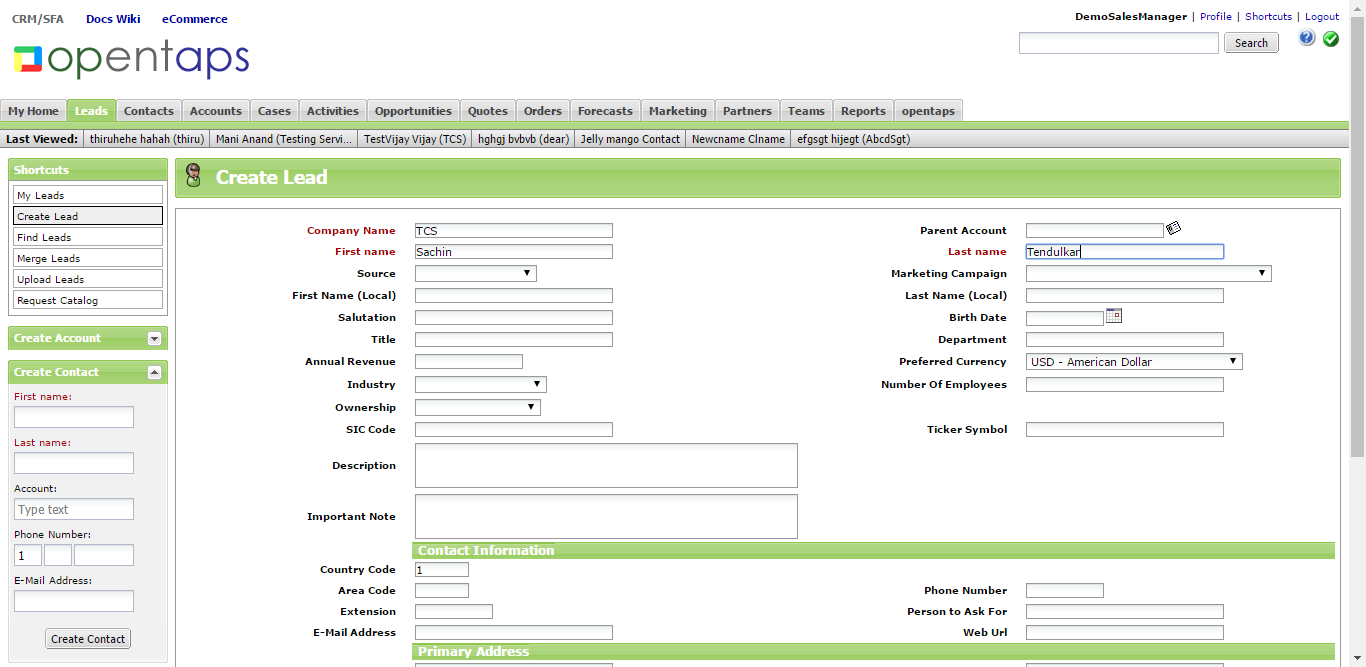 CRM/SFA Docs Wiki eCommerce
DemoSalesManager | Profile | Shortcuts | Logout
opentaps
Search
My Home Leads Contacts Accounts Cases Activities Opportunities Quotes Orders Forecasts Marketing Partners Teams Reports opentaps
Last Viewed: thiruhehe hahah (thiru) Mani Anand (Testing Servi... TestVijay Vijay (TCS) hghgj bvbvb (dear) Jelly mango Contact Newcname Clname efgsgt hijegt (AbcdSgt)
Shortcuts
My Leads
Create Lead
Find Leads
Merge Leads
Upload Leads
Request Catalog
Create Account
Create Contact
First name:
Last name:
Account:
Type text
Phone Number:
1
E-Mail Address:
Create Contact
Create Lead
Company Name TCS Parent Account
First name Sachin Last name Tendulkar
Source Marketing Campaign
First Name (Local) Last Name (Local)
Salutation Birth Date
Title Department
Annual Revenue Preferred Currency USD - American Dollar
Industry Number Of Employees
Ownership
SIC Code Ticker Symbol
Description
Important Note
Contact Information
Country Code 1
Area Code Phone Number
Extension Person to Ask For
E-Mail Address Web Url
Primary Address